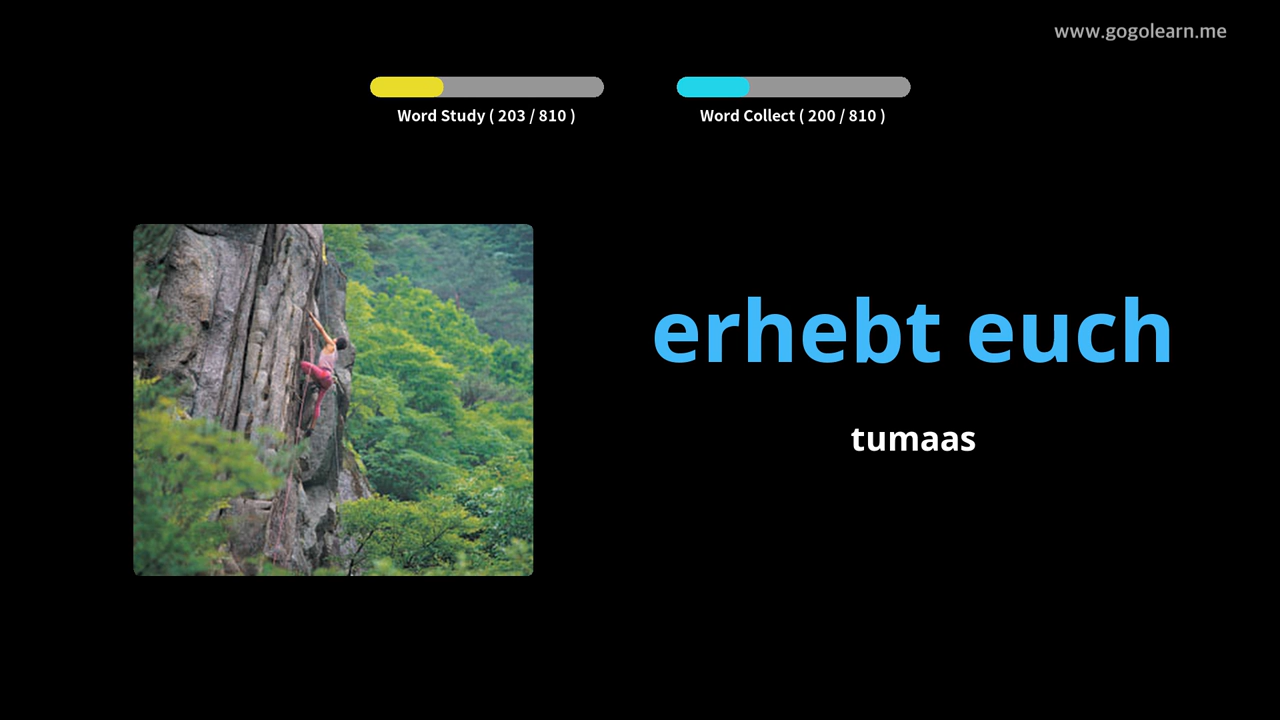 www.gogolearn.me
Word Study ( 203 / 810 )
Word Collect ( 200 / 810 )
erhebt euch
tumaas